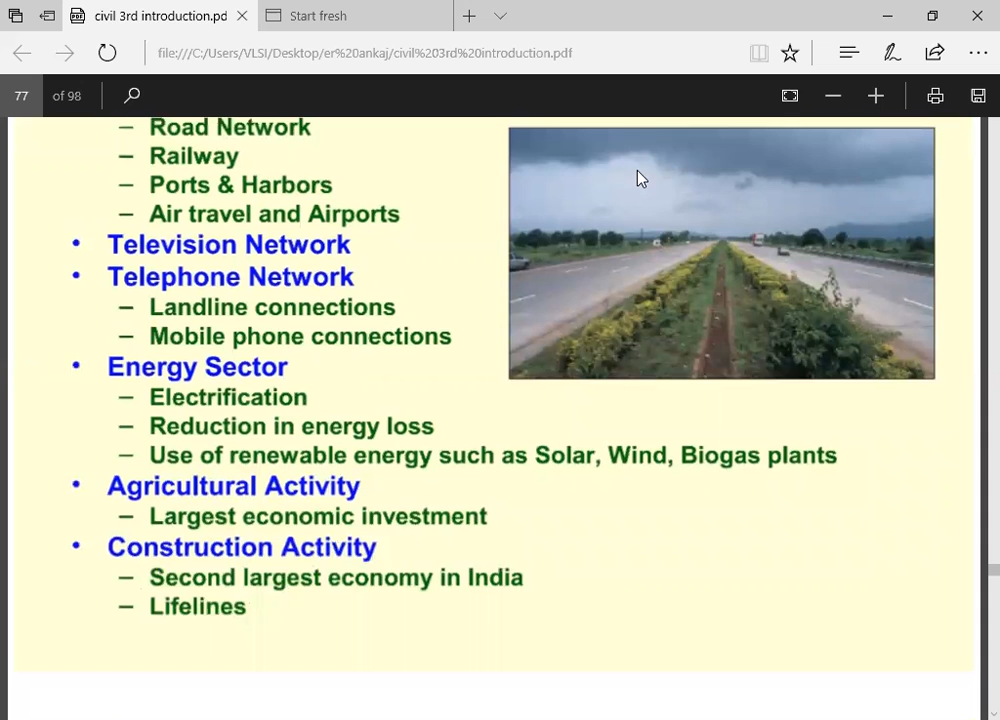 civil 3rd introduction.pd
Start fresh
file:///C:/Users/VLSI/Desktop/er%20ankaj/civil%203rd%20introduction.pdf
77 of 98
– Road Network
– Railway
– Ports & Harbors
– Air travel and Airports
• Television Network
• Telephone Network
– Landline connections
– Mobile phone connections
• Energy Sector
– Electrification
– Reduction in energy loss
– Use of renewable energy such as Solar, Wind, Biogas plants
• Agricultural Activity
– Largest economic investment
• Construction Activity
– Second largest economy in India
– Lifelines